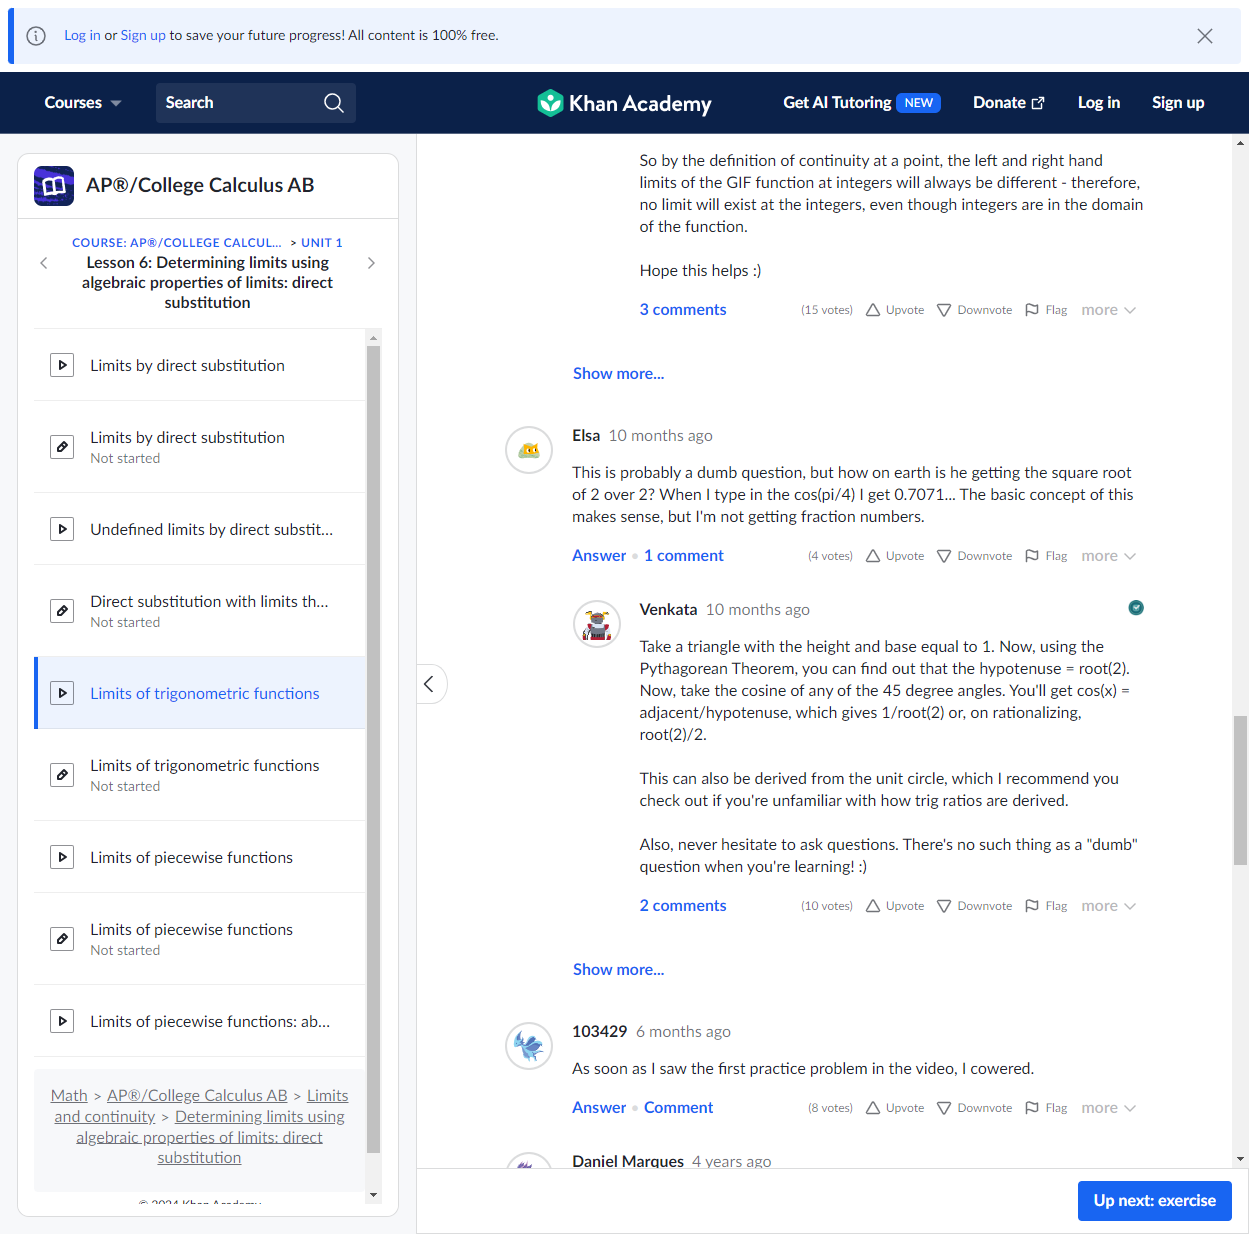 Log in or Sign up to save your future progress! All content is 100% free.
Courses
Search
Khan Academy
Get AI Tutoring NEW
Donate
Log in
Sign up
AP®/College Calculus AB
COURSE: AP®/COLLEGE CALCUL... > UNIT 1
Lesson 6: Determining limits using
algebraic properties of limits: direct
substitution
Limits by direct substitution
Limits by direct substitution
Not started
Undefined limits by direct substit...
Direct substitution with limits th...
Not started
Limits of trigonometric functions
Limits of trigonometric functions
Not started
Limits of piecewise functions
Limits of piecewise functions
Not started
Limits of piecewise functions: ab...
Math > AP®/College Calculus AB > Limits
and continuity > Determining limits using
algebraic properties of limits: direct
substitution
© 2024 Khan Academy
So by the definition of continuity at a point, the left and right hand
limits of the GIF function at integers will always be different - therefore,
no limit will exist at the integers, even though integers are in the domain
of the function.
Hope this helps :)
3 comments (15 votes) Upvote Downvote Flag more
Show more...
Elsa 10 months ago
This is probably a dumb question, but how on earth is he getting the square root
of 2 over 2? When I type in the cos(pi/4) I get 0.7071... The basic concept of this
makes sense, but I'm not getting fraction numbers.
Answer • 1 comment (4 votes) Upvote Downvote Flag more
Venkata 10 months ago
Take a triangle with the height and base equal to 1. Now, using the
Pythagorean Theorem, you can find out that the hypotenuse = root(2).
Now, take the cosine of any of the 45 degree angles. You'll get cos(x) =
adjacent/hypotenuse, which gives 1/root(2) or, on rationalizing,
root(2)/2.
This can also be derived from the unit circle, which I recommend you
check out if you're unfamiliar with how trig ratios are derived.
Also, never hesitate to ask questions. There's no such thing as a "dumb"
question when you're learning! :)
2 comments (10 votes) Upvote Downvote Flag more
Show more...
103429 6 months ago
As soon as I saw the first practice problem in the video, I cowered.
Answer • Comment (8 votes) Upvote Downvote Flag more
Daniel Marques 4 years ago
Up next: exercise